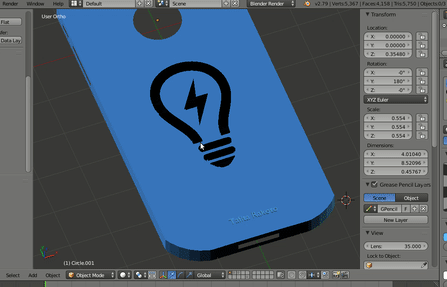 Render Window Help Default Scene Blender Render v2.79 | Verts:5,367 | Faces:4,158 | Tris:5,750 | Objects:0/1
User Ortho
Flat
Data Lay
Transform
Location:
X: 0.00000
Y: 0.00000
Z: 0.35480
Rotation:
X: -0°
Y: 180°
Z: -0°
XYZ Euler
Scale:
X: 0.554
Y: 0.554
Z: 0.554
Dimensions:
X: 4.01040
Y: 8.52096
Z: 0.45767
Grease Pencil Layers
Scene Object
GPencil F
New Layer
View
Lens: 35.000
Lock to Object:
(1) Circle.001
Select Add Object Object Mode Global